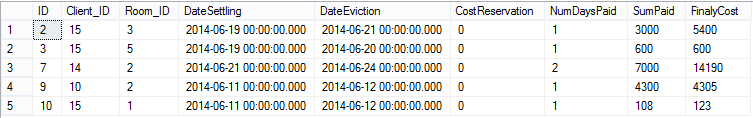 ID Client_ID Room_ID DateSettling DateEviction CostReservation NumDaysPaid SumPaid FinalyCost
1 2 15 3 2014-06-19 00:00:00.000 2014-06-21 00:00:00.000 0 1 3000 5400
2 3 15 5 2014-06-19 00:00:00.000 2014-06-20 00:00:00.000 0 1 600 600
3 7 14 2 2014-06-21 00:00:00.000 2014-06-24 00:00:00.000 0 2 7000 14190
4 9 10 2 2014-06-11 00:00:00.000 2014-06-12 00:00:00.000 0 1 4300 4305
5 10 15 1 2014-06-11 00:00:00.000 2014-06-12 00:00:00.000 0 1 108 123